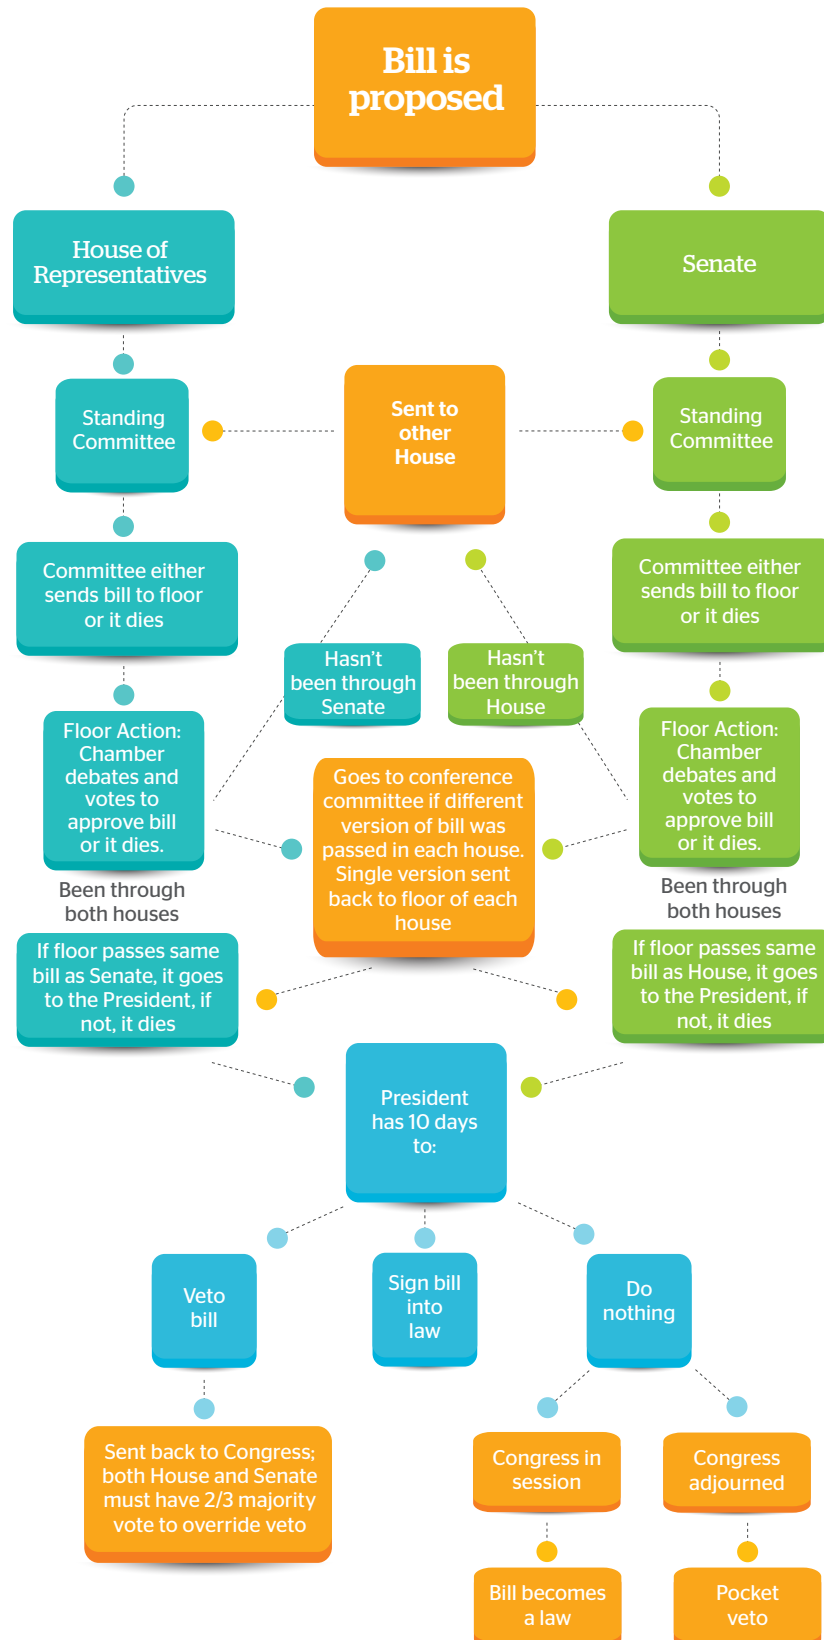 Bill is
proposed
House of
Representatives
Senate
Standing
Committee
Sent to
other
House
Standing
Committee
Committee either
sends bill to floor
or it dies
Committee either
sends bill to floor
or it dies
Hasn't
been through
Senate
Hasn't
been through
House
Floor Action:
Chamber
debates and
votes to
approve bill
or it dies.
Goes to conference
committee if different
version of bill was
passed in each house.
Single version sent
back to floor of each
house
Floor Action:
Chamber
debates and
votes to
approve bill
or it dies.
Been through
both houses
Been through
both houses
If floor passes same
bill as Senate, it goes
to the President, if
not, it dies
If floor passes same
bill as House, it goes
to the President, if
not, it dies
President
has 10 days
to:
Veto
bill
Sign bill
into
law
Do
nothing
Sent back to Congress;
both House and Senate
must have 2/3 majority
vote to override veto
Congress in
session
Congress
adjourned
Bill becomes
a law
Pocket
veto